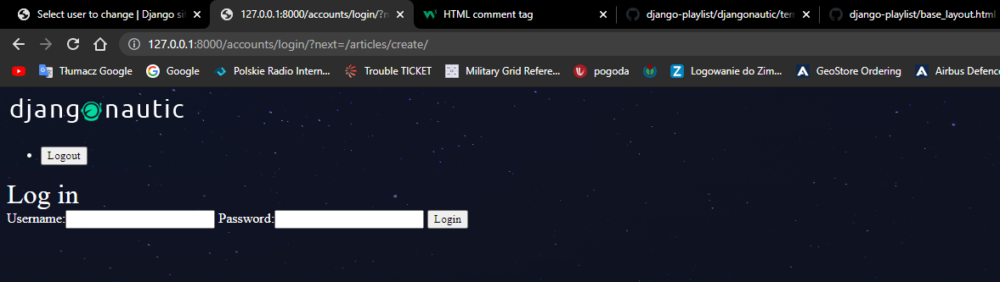 Select user to change | Django sit
127.0.0.1:8000/accounts/login/?n
HTML comment tag
django-playlist/djangonautic/tem
django-playlist/base_layout.html
127.0.0.1:8000/accounts/login/?next=/articles/create/
Tłumacz Google
Google
Polskie Radio Intern...
Trouble TICKET
Military Grid Refere...
pogoda
Logowanie do Zim...
GeoStore Ordering
Airbus Defence
djangonautic
Logout
Log in
Username: Password: Login